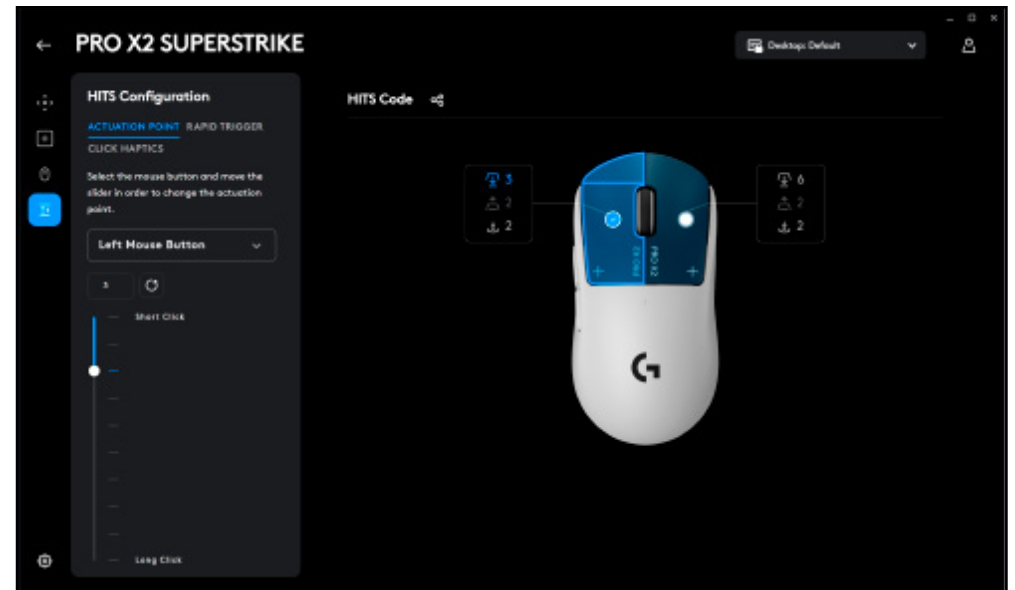 PRO X2 SUPERSTRIKE
Desktop: Default
HITS Configuration
ACTUATION POINT RAPID TRIGGER
CLICK HAPTICS
Select the mouse button and move the
slider in order to change the actuation
point.
Left Mouse Button
3
Short Click
Long Click
HITS Code
3
2
2
6
2
2
PRO X2
PRO X2
G